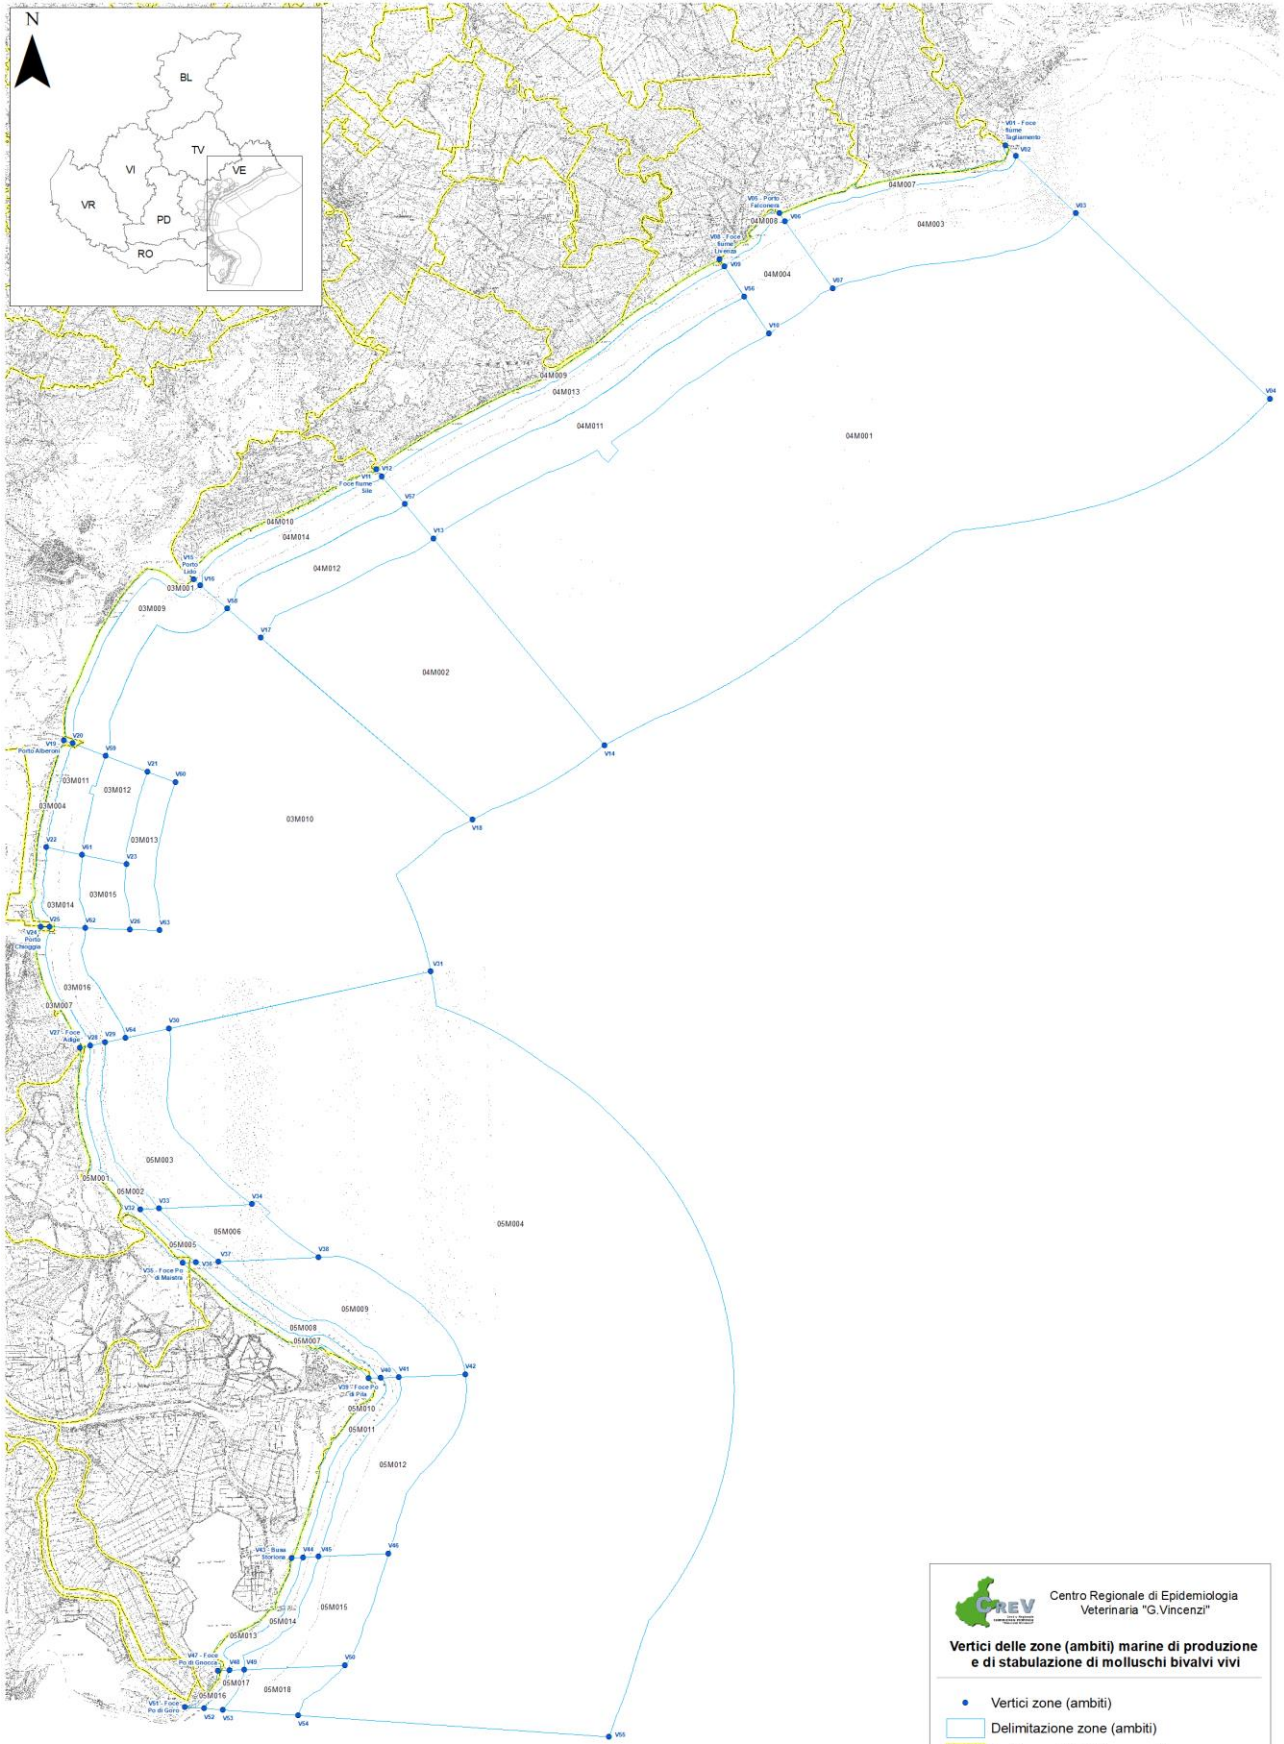 N
BL
TV
VI
VE
VR
PD
RO
V01 - Foce
fiume
Tagliamento
V02
04M007
V03
V05 - Porto
Falconera
04M008
V06
04M003
V08 - Foce
fiume
Livenza
V09
04M004
V07
V56
V10
V04
04M009
04M013
04M011
04M001
V12
V11
Foce fiume
Sile
V57
04M010
V13
04M014
V15
Porto
Lido
V16
04M012
03M001
03M009
V58
V17
04M002
V19
Porto Alberoni
V20
V59
V14
V21
V60
03M011
03M012
03M004
03M010
V18
03M013
V22
V61
V23
03M015
03M014
V24
Porto
Chioggia
V25
V62
V26
V63
V31
03M016
03M007
V30
V27 - Foce
Adige
V28
V29
V64
05M003
05M001
05M002
V32
V33
V34
05M004
05M006
05M005
V35 - Foce Po
di Maistra
V36
V37
V38
05M009
05M008
05M007
V39 - Foce Po
di Pila
V40
V41
V42
05M010
05M011
05M012
V43 - Busa
Storiona
V44
V45
V46
05M015
05M014
05M013
V47 - Foce
Po di Gnocca
V48
V49
V50
05M017
05M018
05M016
V51 - Foce
Po di Goro
V52
V53
V54
V55
CREV
Centro Regionale di Epidemiologia
Veterinaria "G.Vincenzi"
Vertici delle zone (ambiti) marine di produzione
e di stabulazione di molluschi bivalvi vivi
Vertici zone (ambiti)
Delimitazione zone (ambiti)